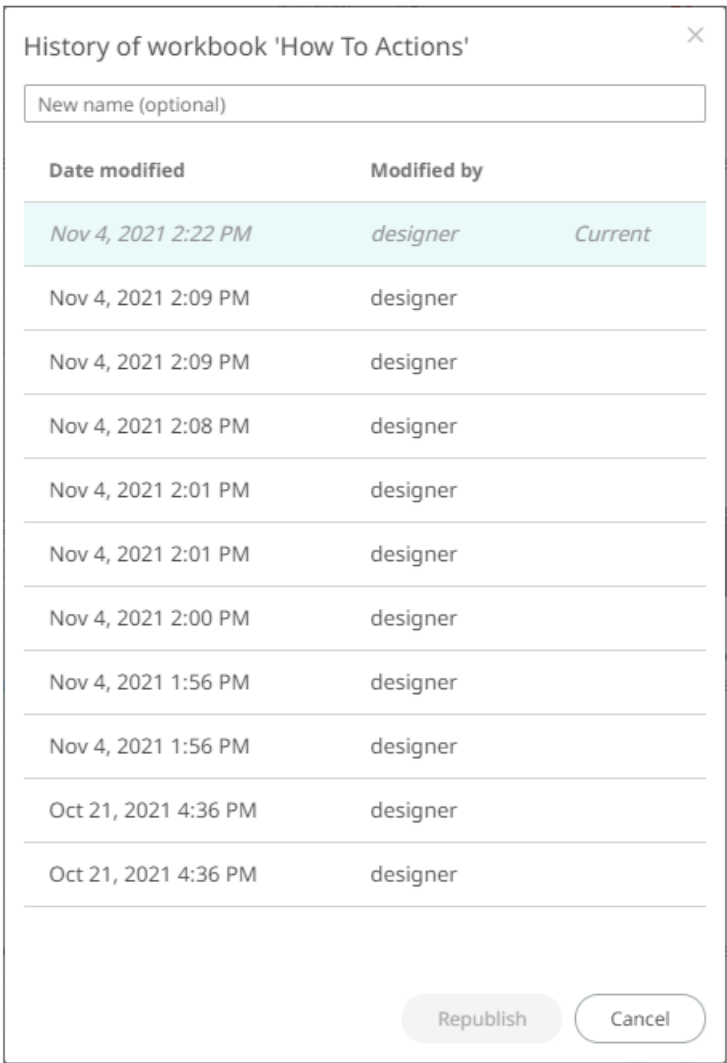 History of workbook 'How To Actions'
New name (optional)
Date modified Modified by
Nov 4, 2021 2:22 PM designer Current
Nov 4, 2021 2:09 PM designer
Nov 4, 2021 2:09 PM designer
Nov 4, 2021 2:08 PM designer
Nov 4, 2021 2:01 PM designer
Nov 4, 2021 2:01 PM designer
Nov 4, 2021 2:00 PM designer
Nov 4, 2021 1:56 PM designer
Nov 4, 2021 1:56 PM designer
Oct 21, 2021 4:36 PM designer
Oct 21, 2021 4:36 PM designer
Republish Cancel